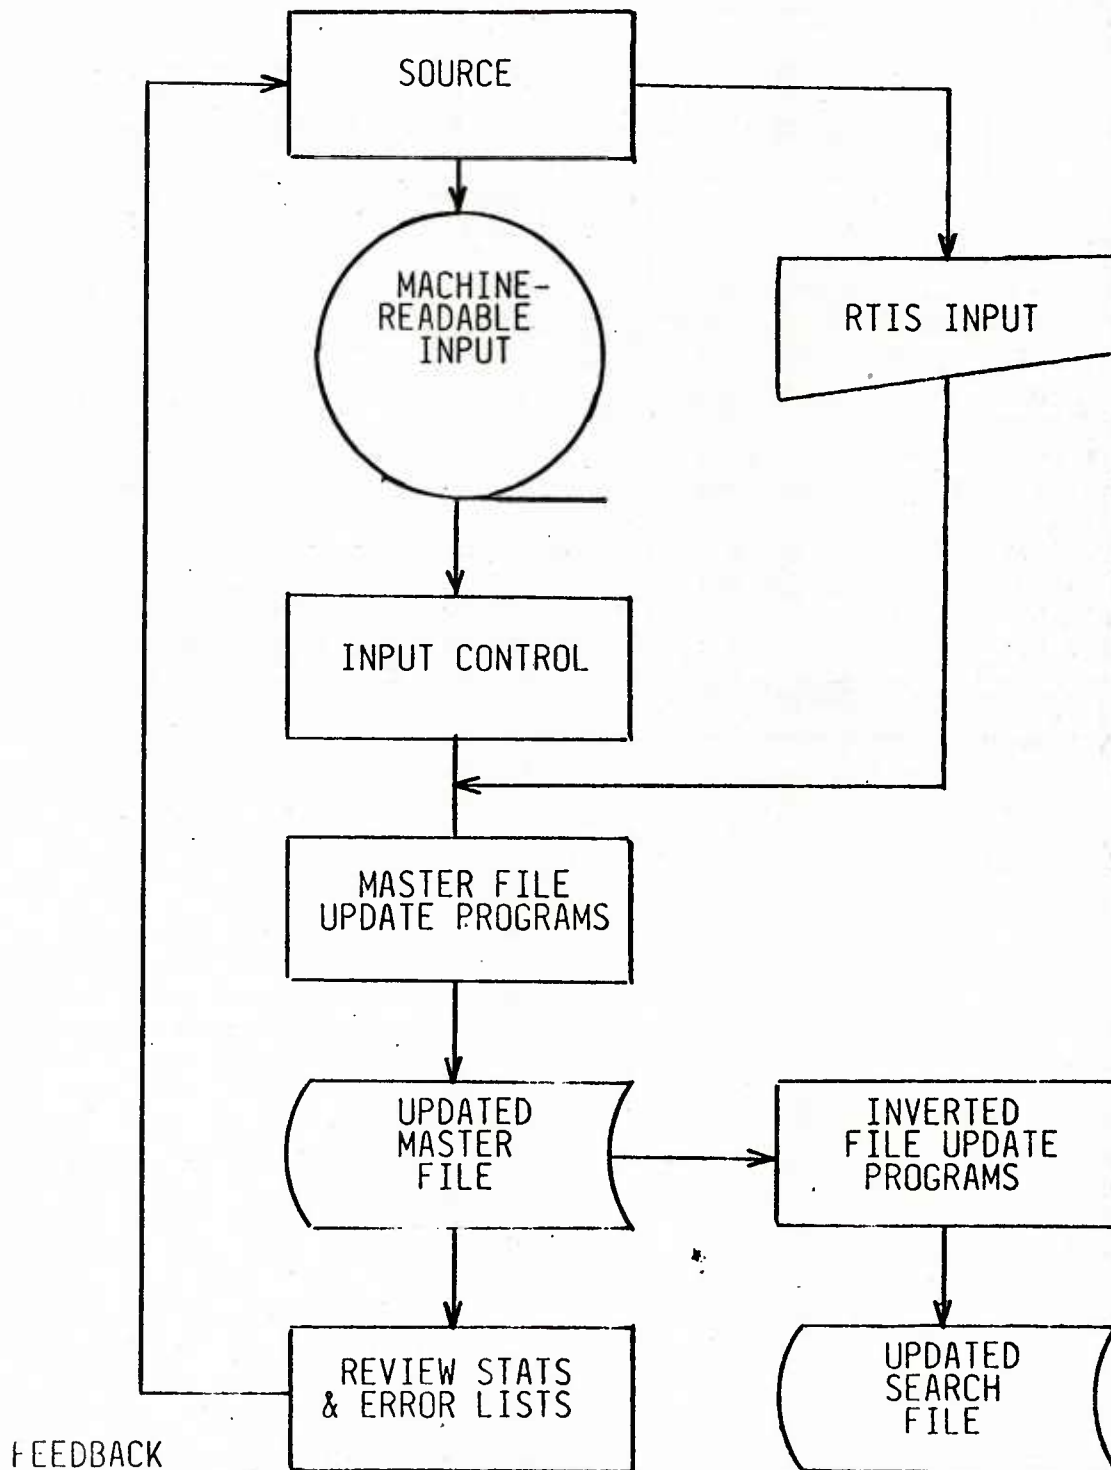 SOURCE
MACHINE-
READABLE
INPUT
RTIS INPUT
INPUT CONTROL
MASTER FILE
UPDATE PROGRAMS
UPDATED
MASTER
FILE
INVERTED
FILE UPDATE
PROGRAMS
REVIEW STATS
& ERROR LISTS
UPDATED
SEARCH
FILE
FEEDBACK